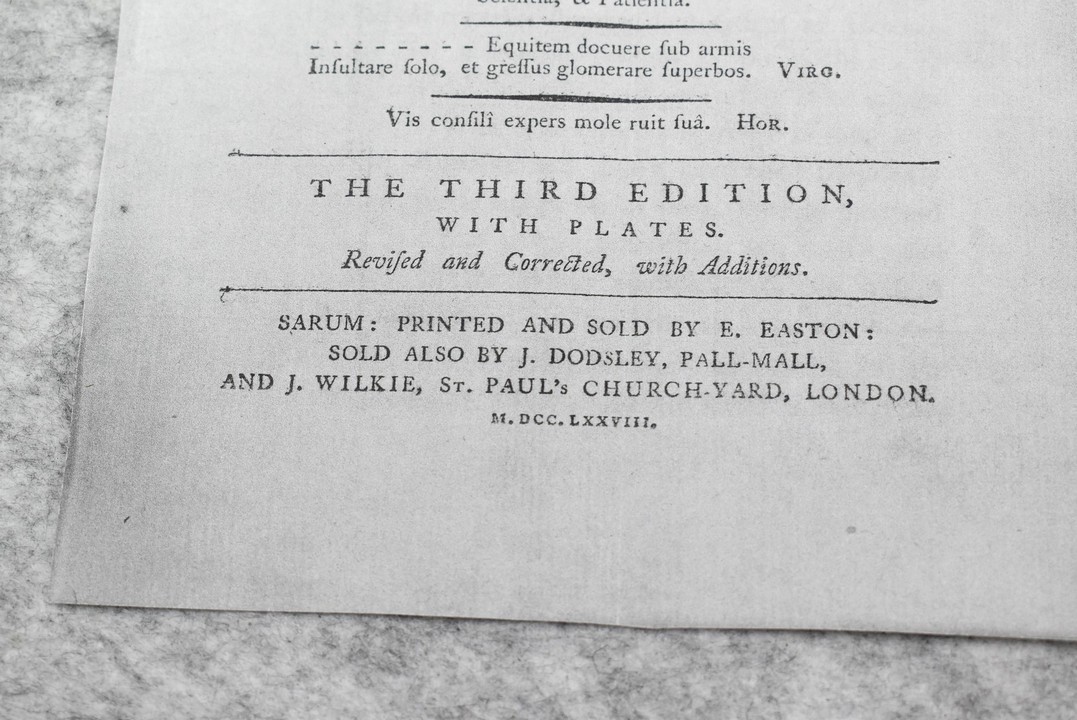 Scientia, & Patientia.
- - - - - - - - Equitem docuere ſub armis
Inſultare ſolo, et greſſus glomerare ſuperbos. VIRG.
Vis conſilî expers mole ruit ſuâ. HOR.
THE THIRD EDITION,
WITH PLATES.
Reviſed and Corrected, with Additions.
SARUM: PRINTED AND SOLD BY E. EASTON:
SOLD ALSO BY J. DODSLEY, PALL-MALL,
AND J. WILKIE, ST. PAUL's CHURCH-YARD, LONDON.
M.DCC.LXXVIII.